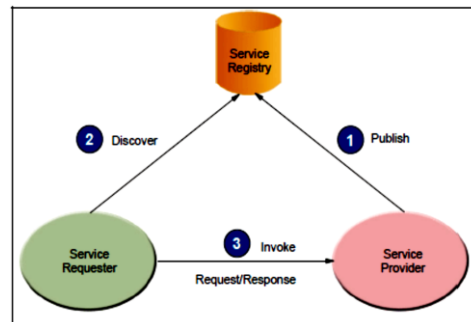 Service
Registry
2 Discover
1 Publish
3 Invoke
Service
Requester
Request/Response
Service
Provider